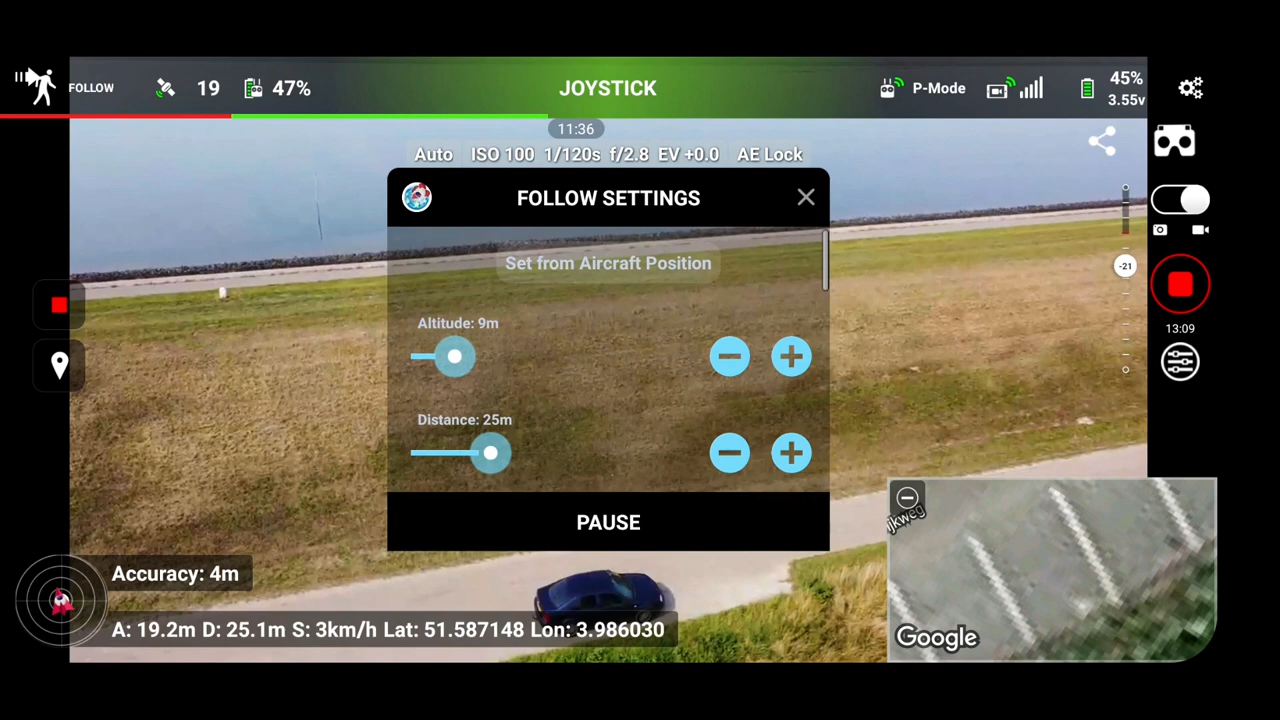 FOLLOW
19
47%
JOYSTICK
P-Mode
45%
3.55v
11:36
Auto ISO 100 1/120s f/2.8 EV +0.0 AE Lock
FOLLOW SETTINGS
Set from Aircraft Position
-21
Altitude: 9m
13:09
Distance: 25m
PAUSE
jkweg
Accuracy: 4m
A: 19.2m D: 25.1m S: 3km/h Lat: 51.587148 Lon: 3.986030
Google